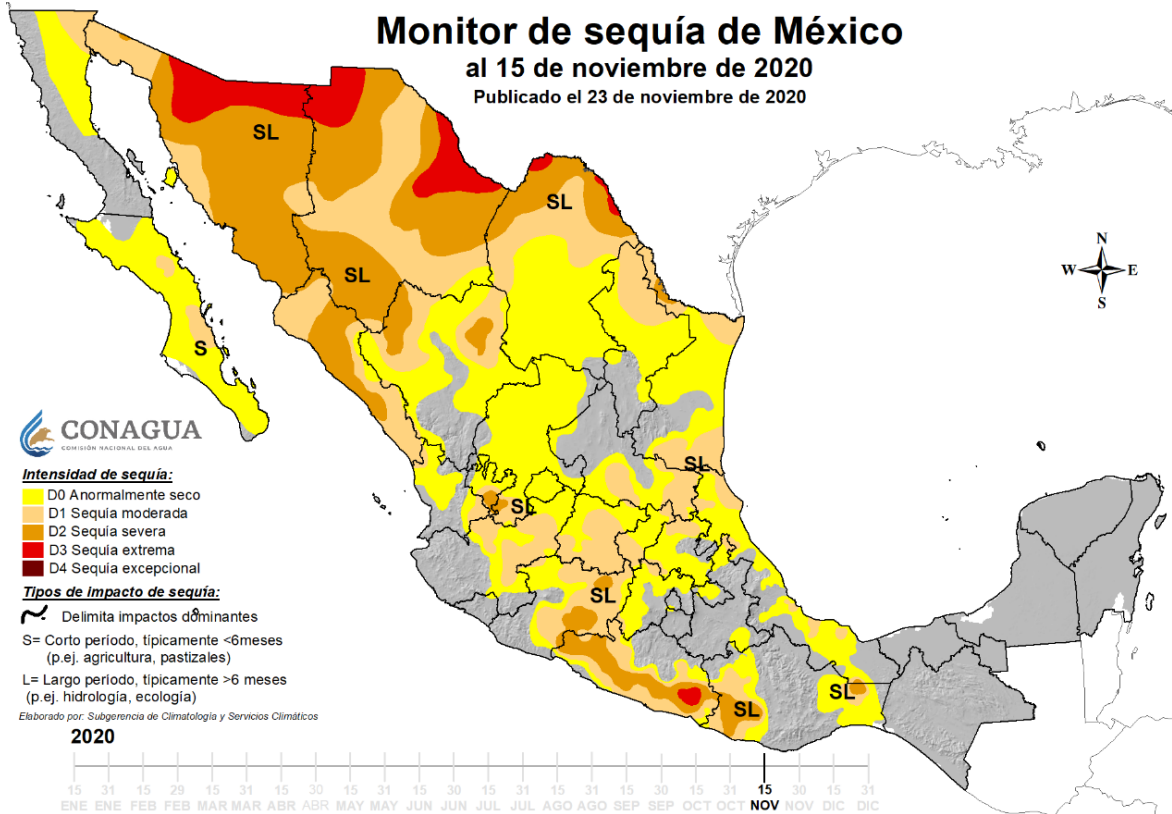 Monitor de sequía de México
al 15 de noviembre de 2020
Publicado el 23 de noviembre de 2020
SL
SL
SL
N
W E
S
S
CONAGUA
COMISIÓN NACIONAL DEL AGUA
SL
Intensidad de sequía:
D0 Anormalmente seco
D1 Sequía moderada
D2 Sequía severa
D3 Sequía extrema
D4 Sequía excepcional
SL
Tipos de impacto de sequía:
Delimita impactos dominantes
S= Corto período, típicamente <6meses
(p.ej. agricultura, pastizales)
L= Largo período, típicamente >6 meses
(p.ej. hidrología, ecología)
SL
SL
SL
Elaborado por: Subgerencia de Climatología y Servicios Climáticos
2020
15 31 15 29 15 31 15 30 15 31 15 30 15 31 15 31 15 30 15 31 15 30 15 31
ENE ENE FEB FEB MAR MAR ABR ABR MAY MAY JUN JUN JUL JUL AGO AGO SEP SEP OCT OCT NOV NOV DIC DIC